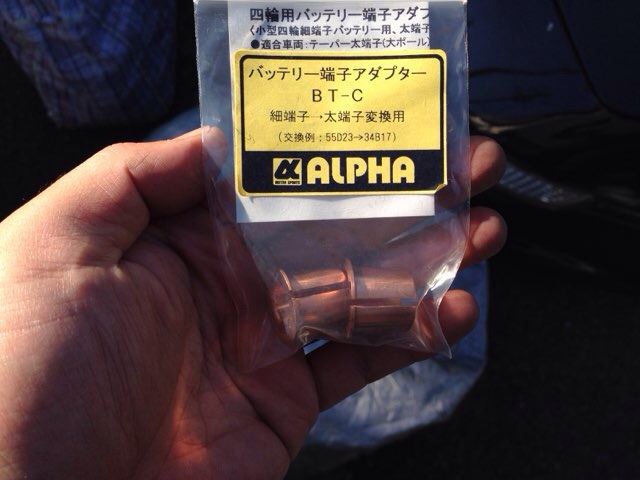 四輪用バッテリー端子アダプ
〈小型四輪細端子バッテリー用、太端子
●適合車両:テーパー太端子(大ポール)
バッテリー端子アダプター
BT-C
細端子→太端子変換用
(交換例:55D23→34B17)
ALPHA